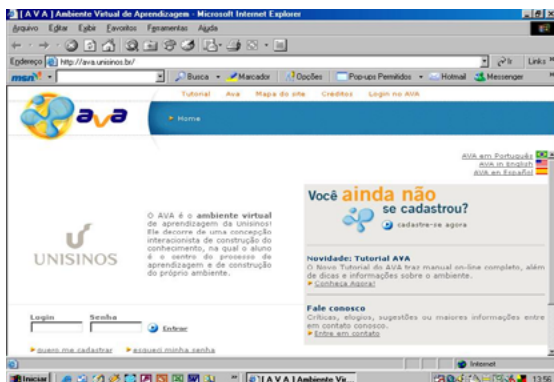 [ A V A ] Ambiente Virtual de Aprendizagem - Microsoft Internet Explorer
Arquivo Editar Exibir Favoritos Ferramentas Ajuda
Endereço http://ava.unisinos.br/ Ir Links »
msn Busca Marcador Opções Pop-ups Permitidos Hotmail Messenger
Tutorial Ava Mapa do site Créditos Login no AVA
ava
Home
AVA em Português
AVA in English
AVA en Español
Você ainda não
se cadastrou?
cadastre-se agora
UNISINOS
O AVA é o ambiente virtual
de aprendizagem da Unisinos!
Ele decorre de uma concepção
interacionista de construção do
conhecimento, na qual o aluno
é o centro do processo de
aprendizagem e de construção
do próprio ambiente.
Novidade: Tutorial AVA
O Novo Tutorial do AVA traz manual on-line completo, além
de dicas e informações sobre o ambiente.
Conheça Agora!
Fale conosco
Críticas, elogios, sugestões ou maiores informações entre
em contato conosco.
Entre em contato
Login Senha
Entrar
quero me cadastrar esqueci minha senha
Internet
Iniciar [ A V A ] Ambiente Vir... 13:56